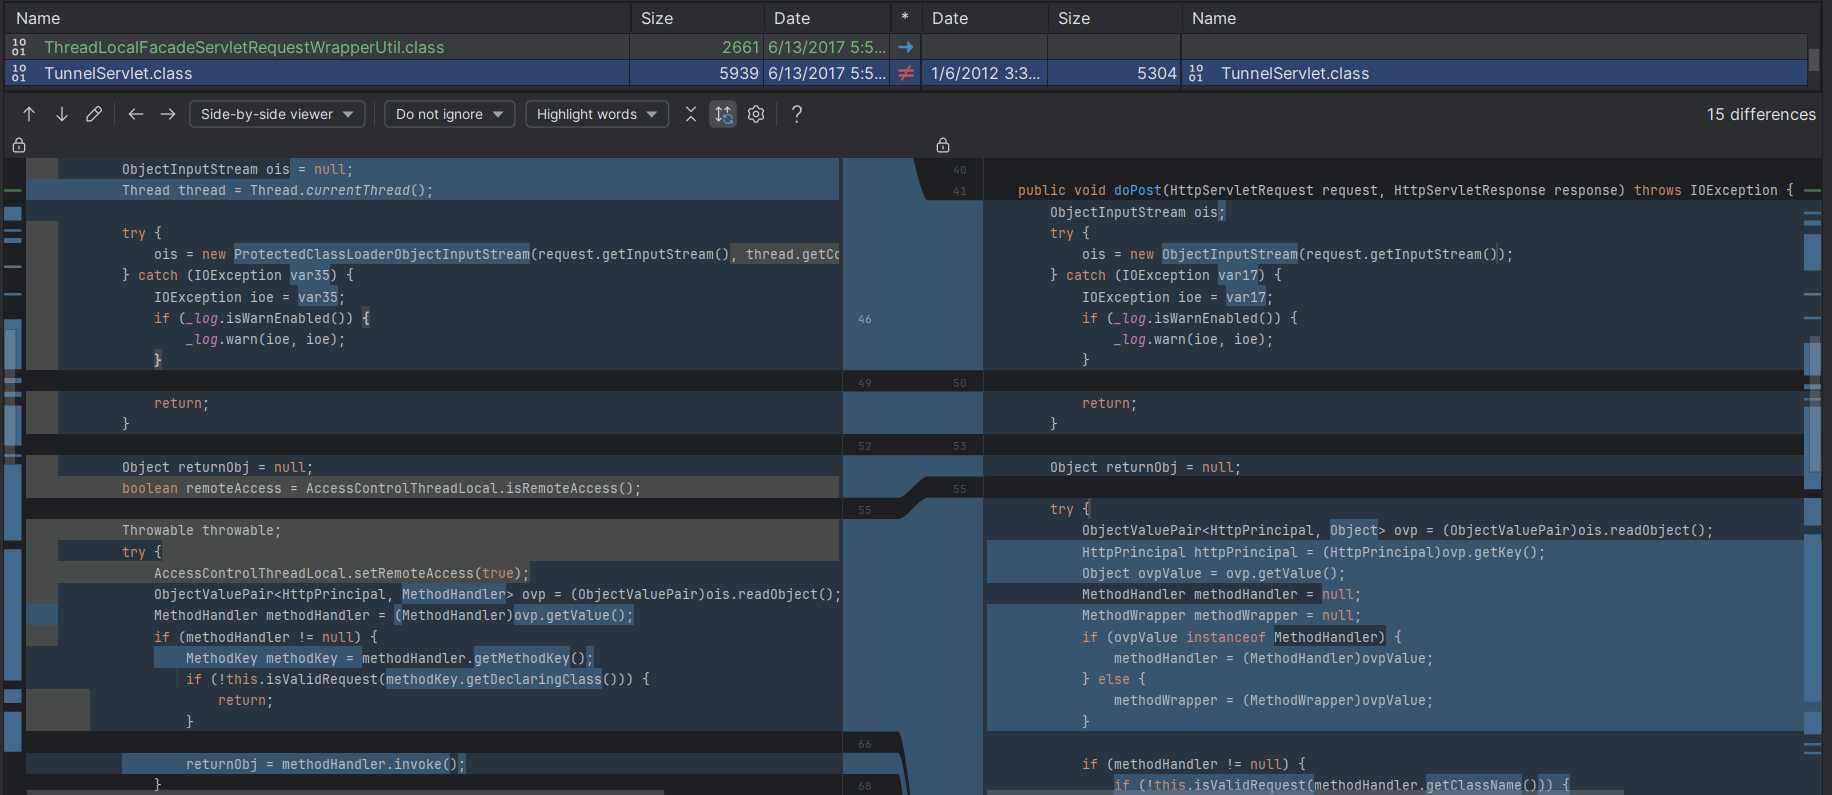 Name Size Date * Date Size Name
ThreadLocalFacadeServletRequestWrapperUtil.class 2661 6/13/2017 5:5...
TunnelServlet.class 5939 6/13/2017 5:5... ≠ 1/6/2012 3:3... 5304 TunnelServlet.class
Side-by-side viewer Do not ignore Highlight words ? 15 differences
ObjectInputStream ois = null;
Thread thread = Thread.currentThread();
try {
ois = new ProtectedClassLoaderObjectInputStream(request.getInputStream(), thread.getCo
} catch (IOException var35) {
IOException ioe = var35;
if (_log.isWarnEnabled()) {
_log.warn(ioe, ioe);
}
return;
}
Object returnObj = null;
boolean remoteAccess = AccessControlThreadLocal.isRemoteAccess();
Throwable throwable;
try {
AccessControlThreadLocal.setRemoteAccess(true);
ObjectValuePair<HttpPrincipal, MethodHandler> ovp = (ObjectValuePair)ois.readObject();
MethodHandler methodHandler = (MethodHandler)ovp.getValue();
if (methodHandler != null) {
MethodKey methodKey = methodHandler.getMethodKey();
if (!this.isValidRequest(methodKey.getDeclaringClass())) {
return;
}
returnObj = methodHandler.invoke();
}
46
49
52
55
66
68
40
41
50
53
55
public void doPost(HttpServletRequest request, HttpServletResponse response) throws IOException {
ObjectInputStream ois;
try {
ois = new ObjectInputStream(request.getInputStream());
} catch (IOException var17) {
IOException ioe = var17;
if (_log.isWarnEnabled()) {
_log.warn(ioe, ioe);
}
return;
}
Object returnObj = null;
try {
ObjectValuePair<HttpPrincipal, Object> ovp = (ObjectValuePair)ois.readObject();
HttpPrincipal httpPrincipal = (HttpPrincipal)ovp.getKey();
Object ovpValue = ovp.getValue();
MethodHandler methodHandler = null;
MethodWrapper methodWrapper = null;
if (ovpValue instanceof MethodHandler) {
methodHandler = (MethodHandler)ovpValue;
} else {
methodWrapper = (MethodWrapper)ovpValue;
}
if (methodHandler != null) {
if (!this.isValidRequest(methodHandler.getClassName())) {